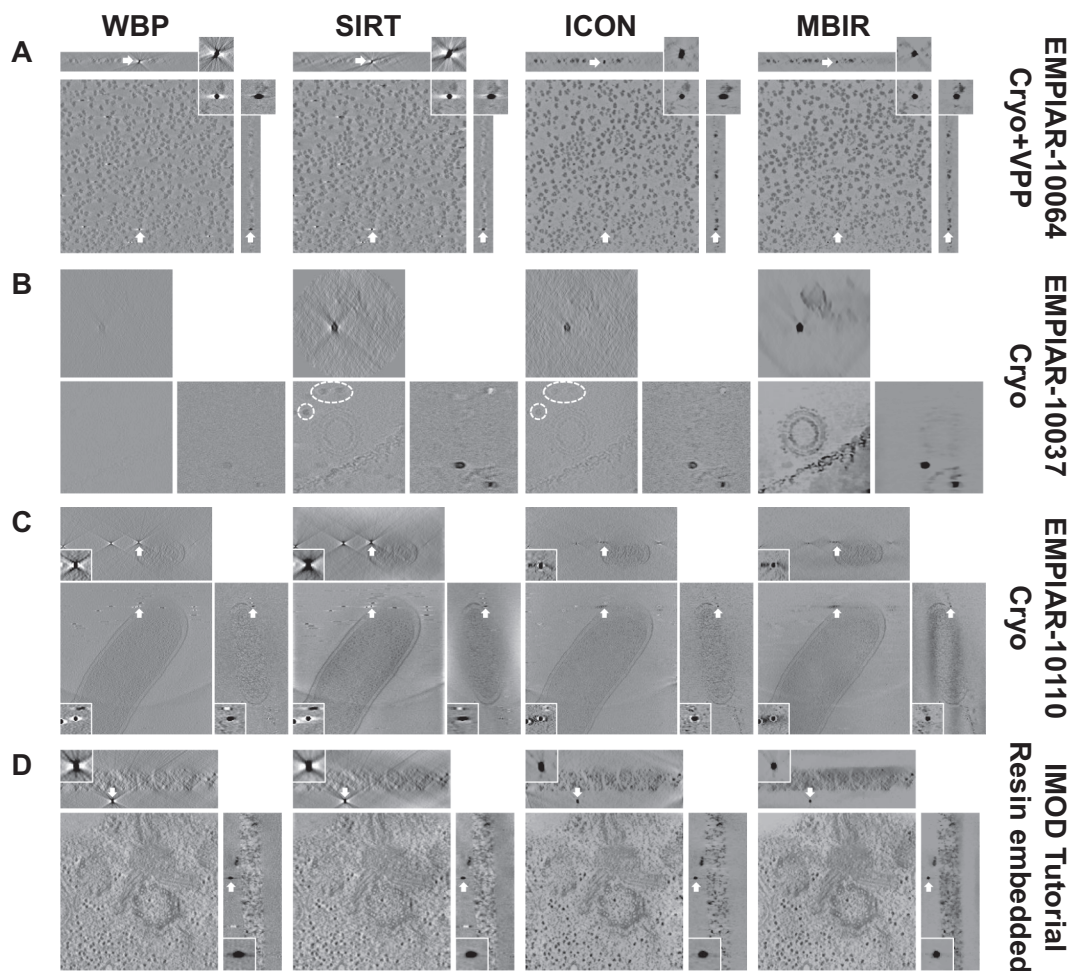 WBP SIRT ICON MBIR
A
EMPIAR-10064
Cryo+VPP
B
EMPIAR-10037
Cryo
C
EMPIAR-10110
Cryo
D
IMOD Tutorial
Resin embedded